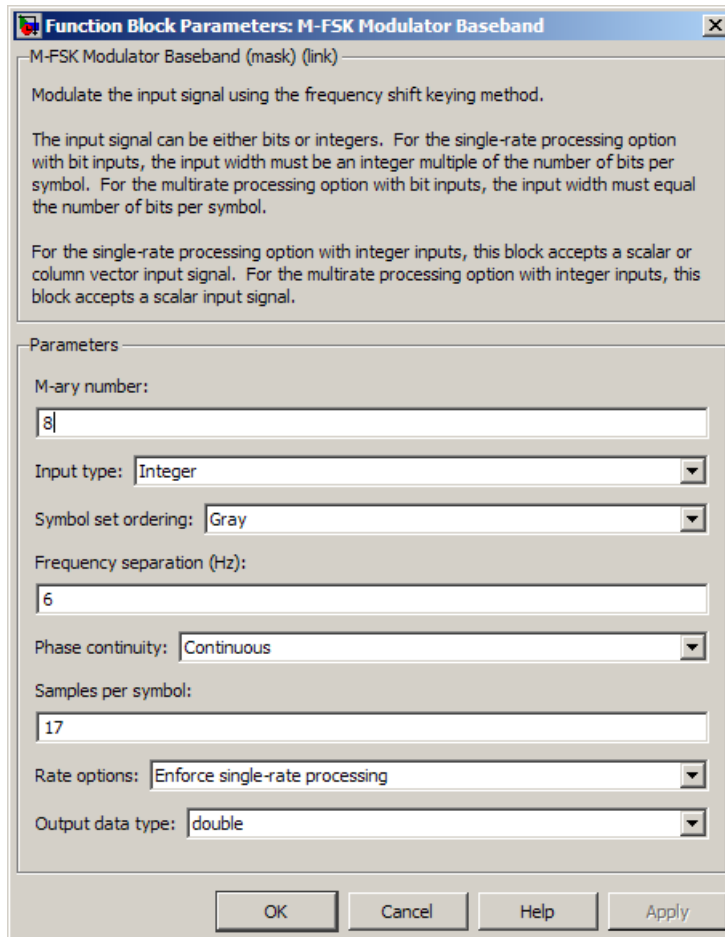 Function Block Parameters: M-FSK Modulator Baseband
M-FSK Modulator Baseband (mask) (link)
Modulate the input signal using the frequency shift keying method.
The input signal can be either bits or integers.  For the single-rate processing option
with bit inputs, the input width must be an integer multiple of the number of bits per
symbol.  For the multirate processing option with bit inputs, the input width must equal
the number of bits per symbol.
For the single-rate processing option with integer inputs, this block accepts a scalar or
column vector input signal.  For the multirate processing option with integer inputs, this
block accepts a scalar input signal.
Parameters
M-ary number:
8
Input type: Integer
Symbol set ordering: Gray
Frequency separation (Hz):
6
Phase continuity: Continuous
Samples per symbol:
17
Rate options: Enforce single-rate processing
Output data type: double
OK Cancel Help Apply